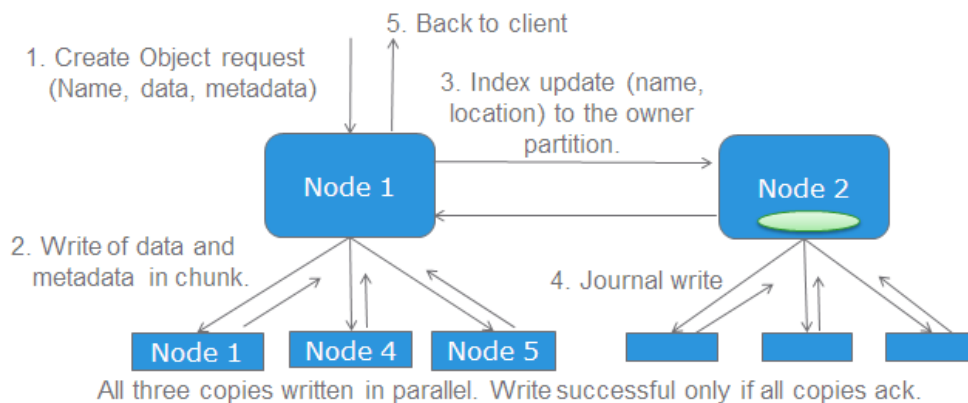 5. Back to client
1. Create Object request
(Name, data, metadata)
3. Index update (name,
location) to the owner
partition.
Node 1
Node 2
2. Write of data and
metadata in chunk.
4. Journal write
Node 1
Node 4
Node 5
All three copies written in parallel. Write successful only if all copies ack.